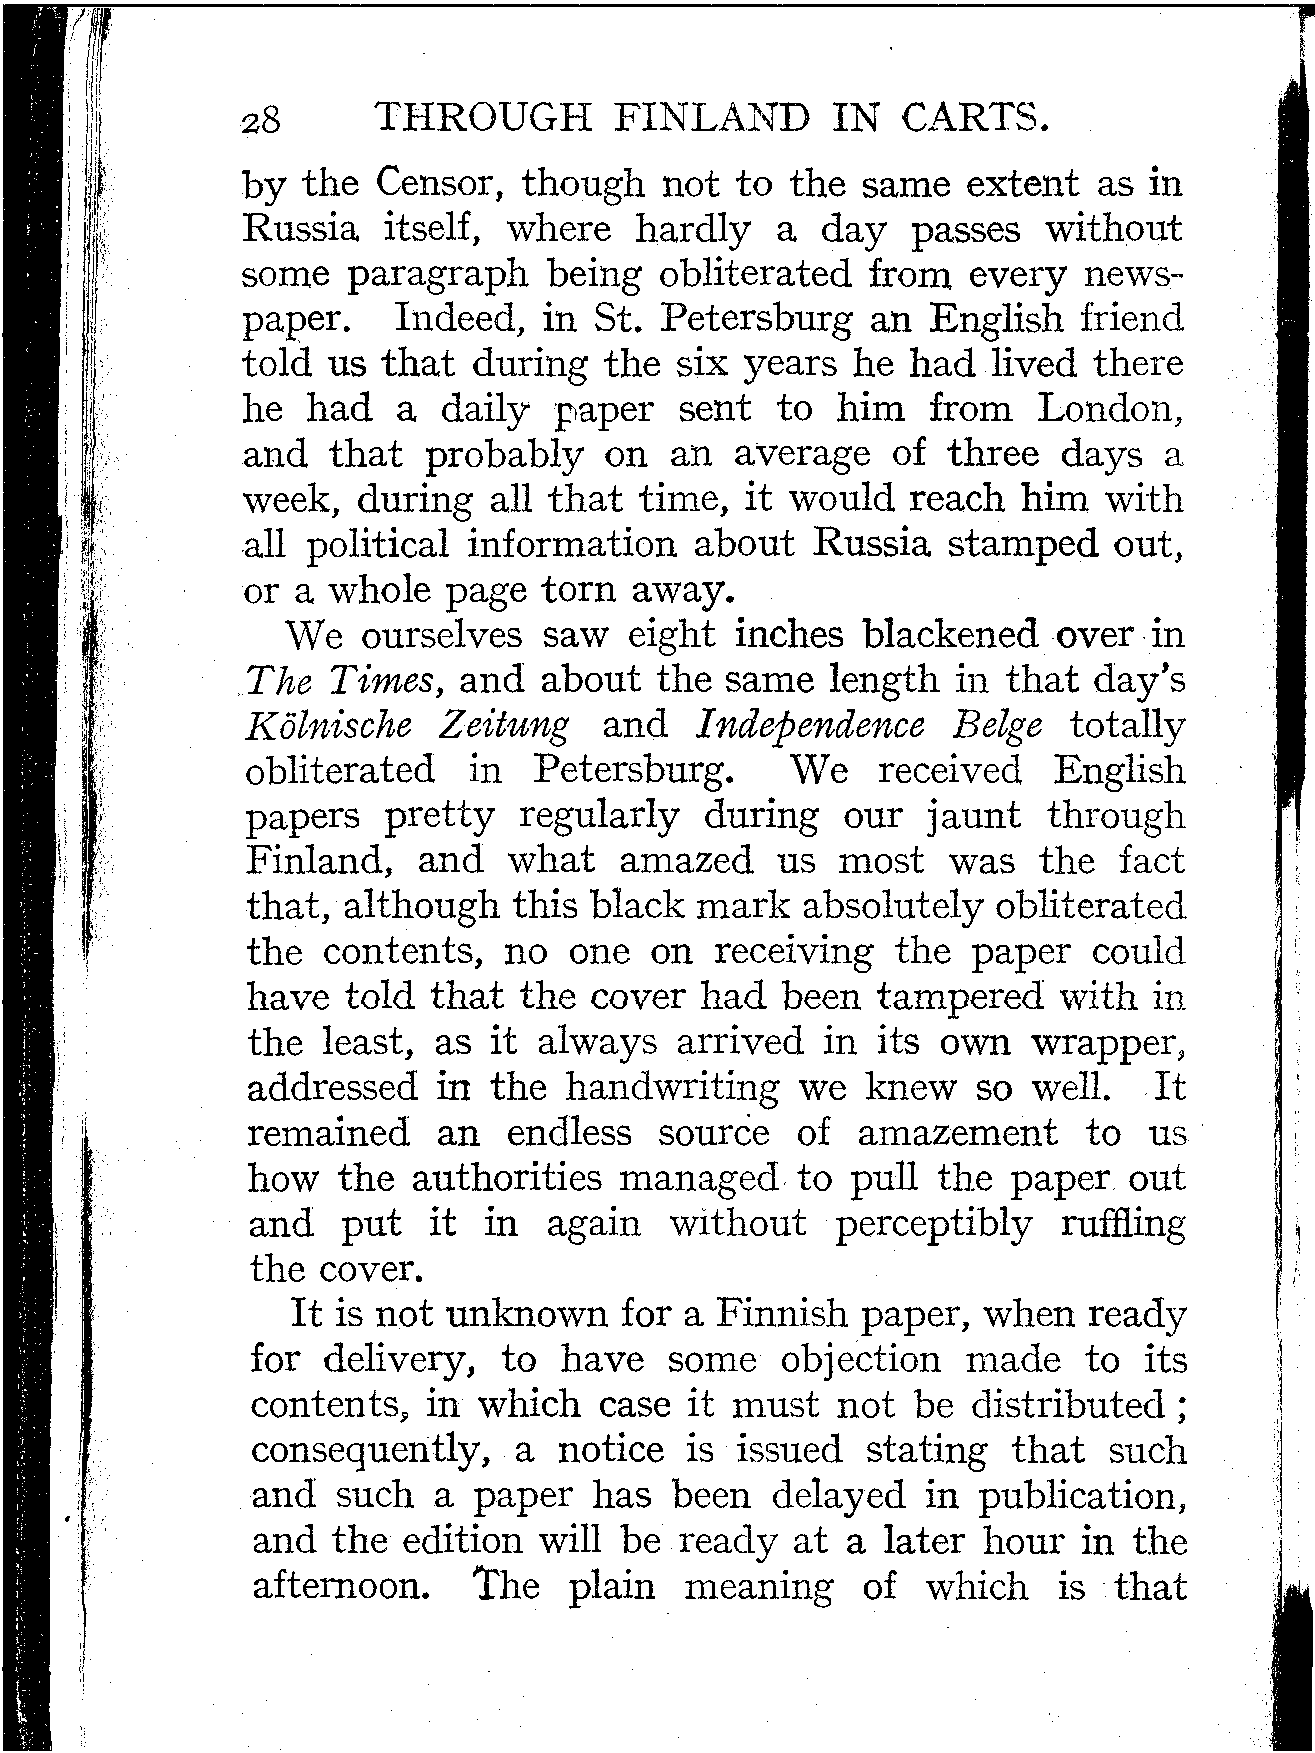 28 THROUGH FINLAND IN CARTS.
by the Censor, though not to the same extent as in
Russia itself, where hardly a day passes without
some paragraph being obliterated from every news-
paper. Indeed, in St. Petersburg an English friend
told us that during the six years he had lived there
he had a daily paper sent to him from London,
and that probably on an average of three days a
week, during all that time, it would reach him with
all political information about Russia stamped out,
or a whole page torn away.
We ourselves saw eight inches blackened over in
The Times, and about the same length in that day's
Kölnische Zeitung and Independence Belge totally
obliterated in Petersburg. We received English
papers pretty regularly during our jaunt through
Finland, and what amazed us most was the fact
that, although this black mark absolutely obliterated
the contents, no one on receiving the paper could
have told that the cover had been tampered with in
the least, as it always arrived in its own wrapper,
addressed in the handwriting we knew so well. It
remained an endless source of amazement to us
how the authorities managed to pull the paper out
and put it in again without perceptibly ruffling
the cover.
It is not unknown for a Finnish paper, when ready
for delivery, to have some objection made to its
contents, in which case it must not be distributed ;
consequently, a notice is issued stating that such
and such a paper has been delayed in publication,
and the edition will be ready at a later hour in the
afternoon. The plain meaning of which is that